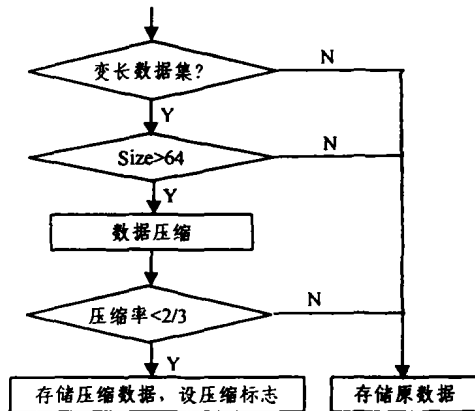 变长数据集?
N
Y
Size>64
N
Y
数据压缩
压缩率<2/3
N
Y
存储压缩数据，设压缩标志
存储原数据